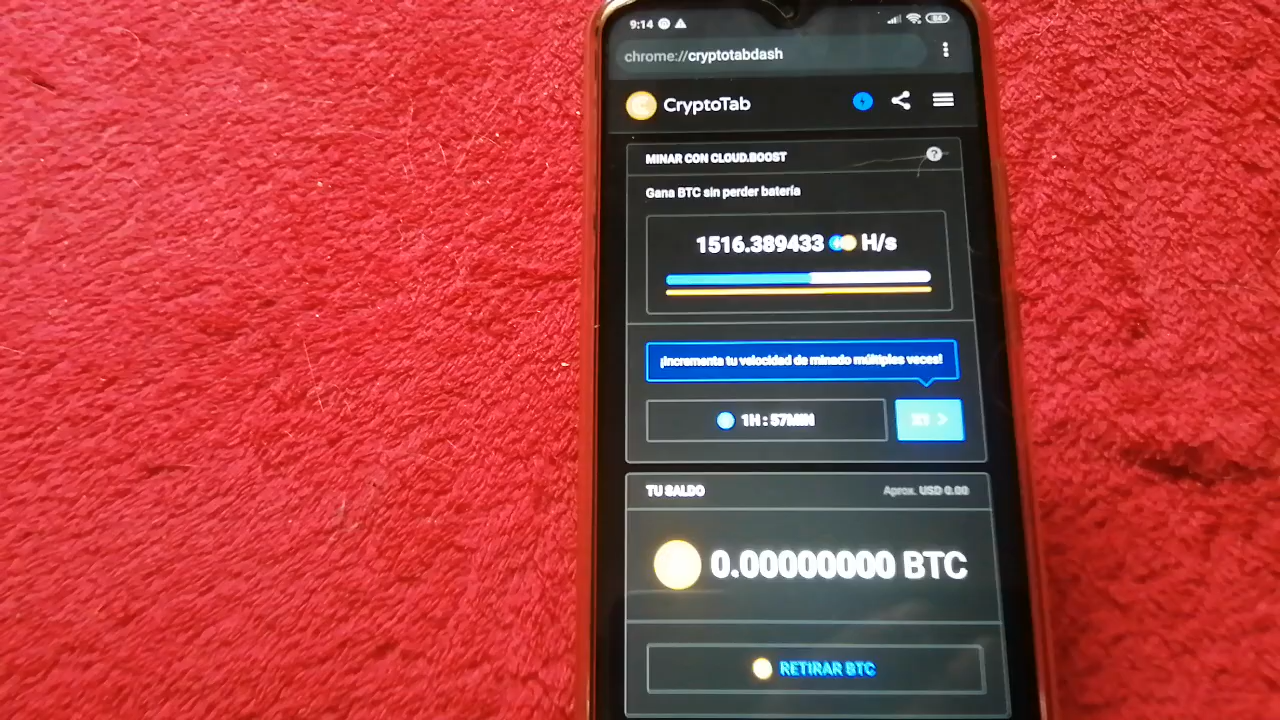 9:14
84
chrome://cryptotabdash
CryptoTab
MINAR CON CLOUD.BOOST
?
Gana BTC sin perder batería
1516.389433 H/s
¡Incrementa tu velocidad de minado múltiples veces!
1H : 57MIN
TU SALDO
Aprox. USD 0.00
0.00000000 BTC
RETIRAR BTC